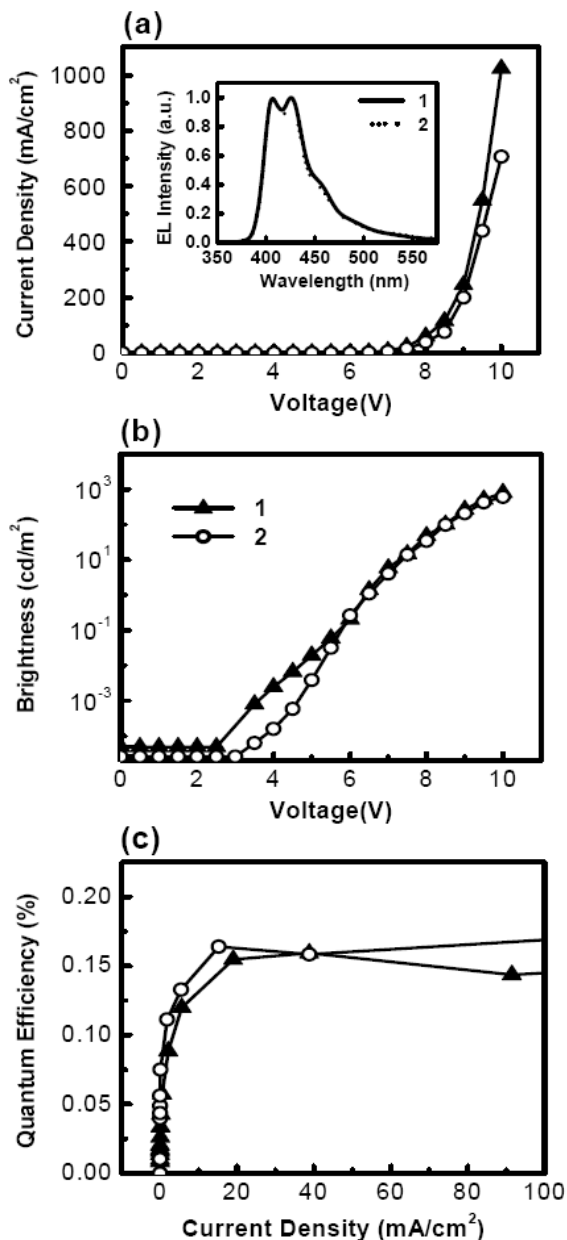 (a)
Current Density (mA/cm²)
1000
800
600
400
200
0
EL Intensity (a.u.)
1.0
0.8
0.6
0.4
0.2
0.0
1
2
350 400 450 500 550
Wavelength (nm)
0 2 4 6 8 10
Voltage(V)
(b)
Brightness (cd/m²)
10³
10¹
10⁻¹
10⁻³
1
2
0 2 4 6 8 10
Voltage(V)
(c)
Quantum Efficiency (%)
0.20
0.15
0.10
0.05
0.00
0 20 40 60 80 100
Current Density (mA/cm²)